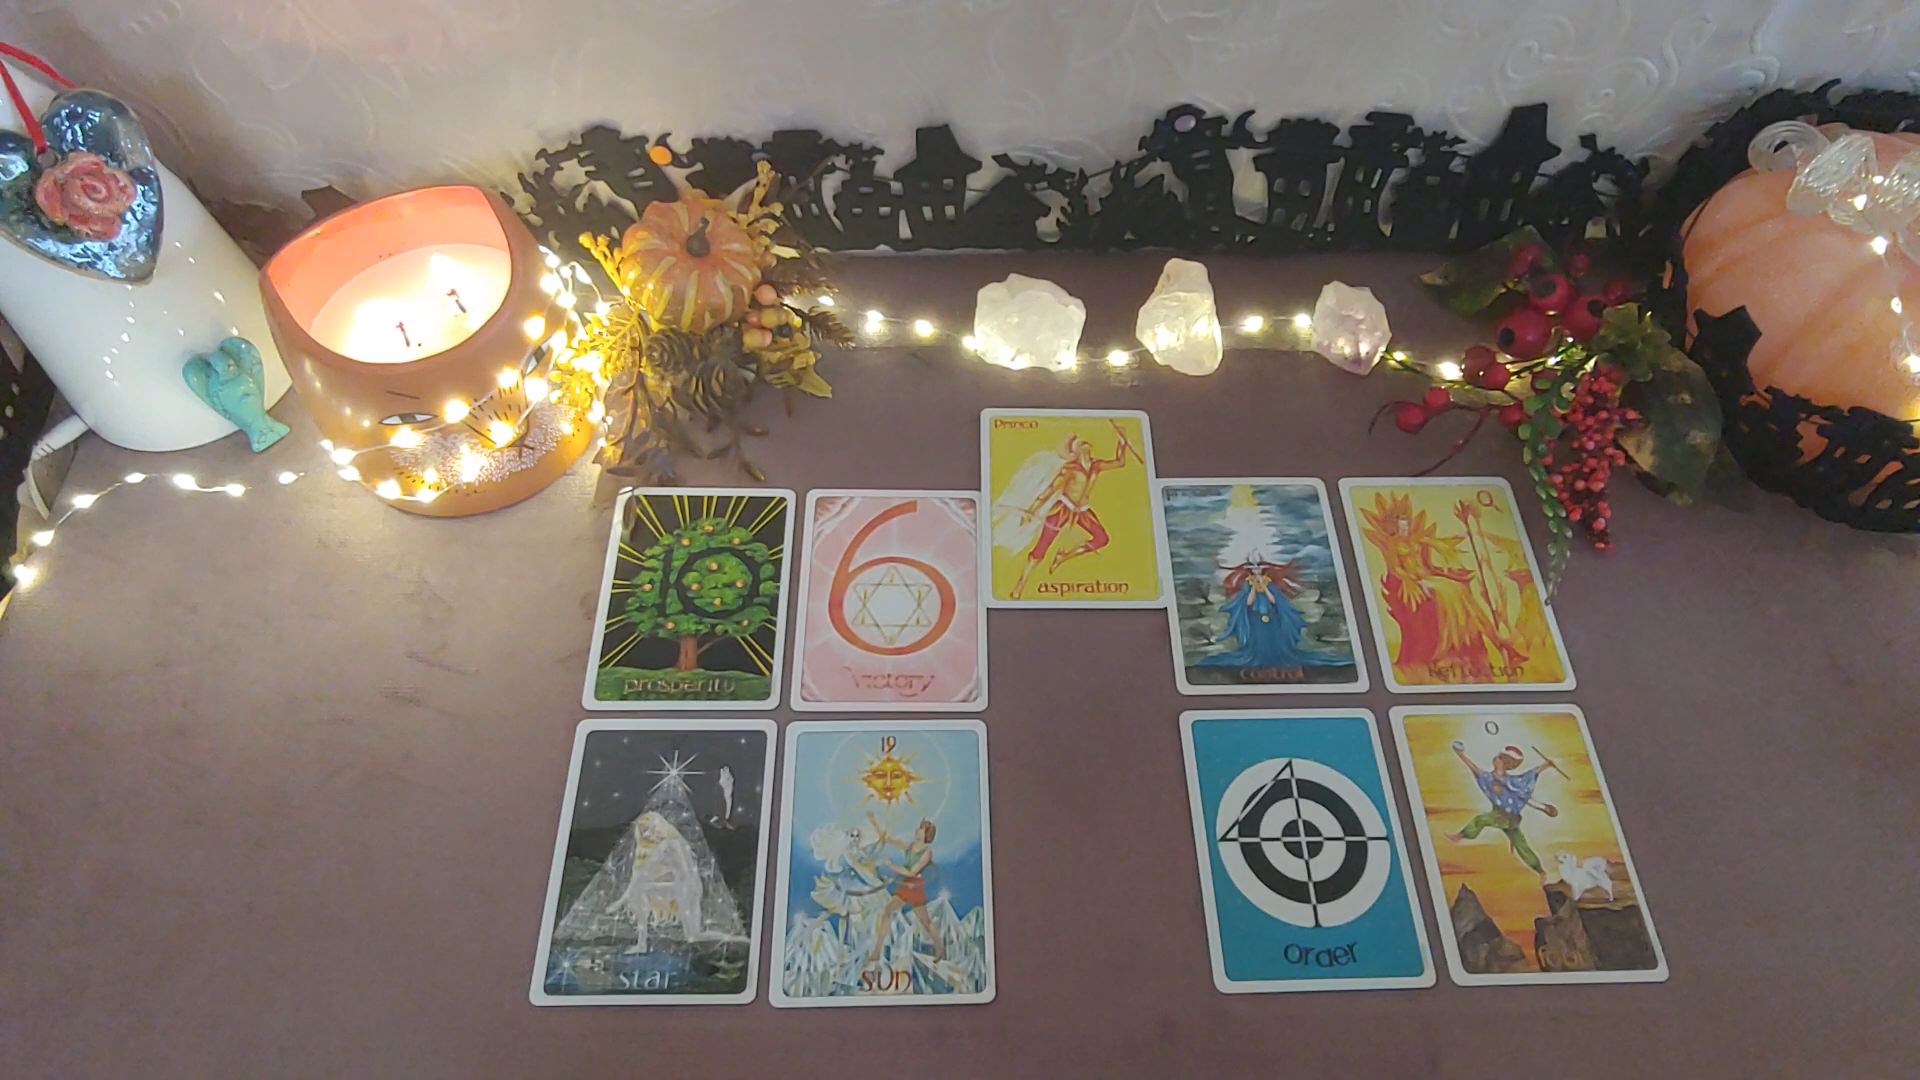 Prince
aspiration
10
prosperity
6
Victory
control
Q
Reflection
star
19
sun
order
0
fool